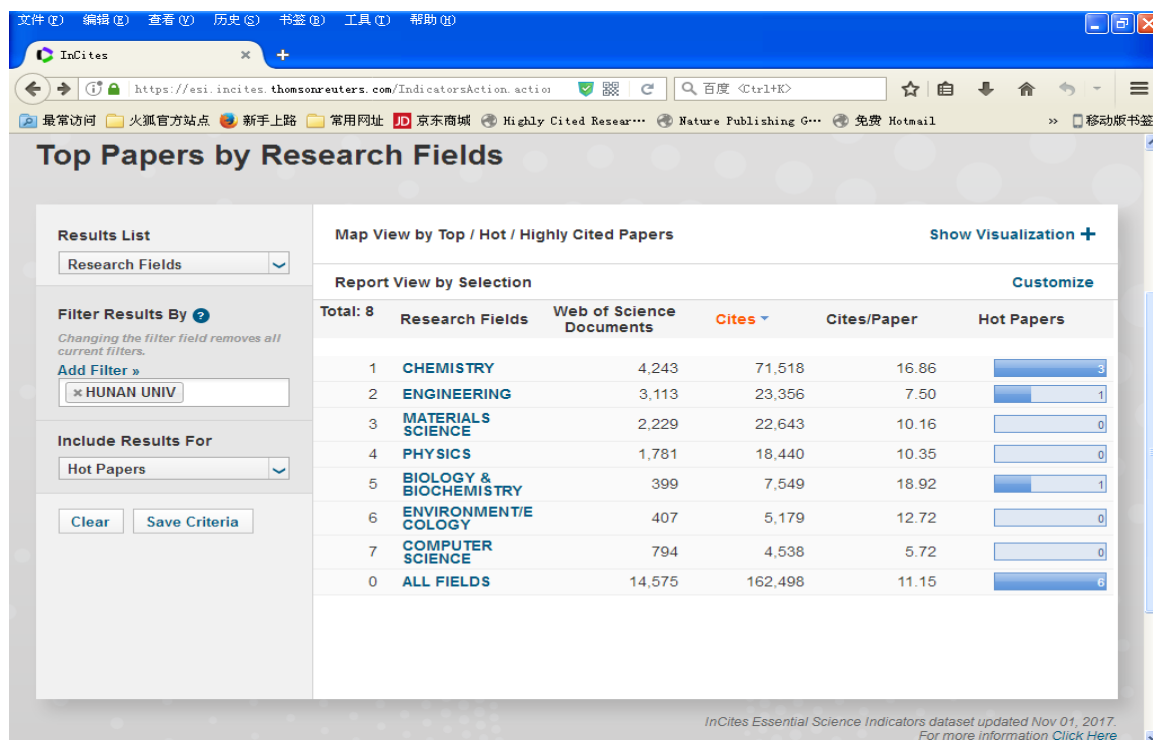 文件(F) 编辑(E) 查看(V) 历史(S) 书签(B) 工具(T) 帮助(H)
InCites × +
https://esi.incites.thomsonreuters.com/IndicatorsAction.action 百度 <Ctrl+K>
最常访问 火狐官方站点 新手上路 常用网址 JD 京东商城 Highly Cited Resear… Nature Publishing G… 免费 Hotmail » 移动版书签
Top Papers by Research Fields
Results List
Research Fields
Filter Results By ?
Changing the filter field removes all
current filters.
Add Filter »
× HUNAN UNIV
Include Results For
Hot Papers
Clear Save Criteria
Map View by Top / Hot / Highly Cited Papers Show Visualization +
Report View by Selection Customize
Total: 8 Research Fields Web of Science Documents Cites Cites/Paper Hot Papers
1 CHEMISTRY 4,243 71,518 16.86 3
2 ENGINEERING 3,113 23,356 7.50 1
3 MATERIALS SCIENCE 2,229 22,643 10.16 0
4 PHYSICS 1,781 18,440 10.35 0
5 BIOLOGY & BIOCHEMISTRY 399 7,549 18.92 1
6 ENVIRONMENT/ECOLOGY 407 5,179 12.72 0
7 COMPUTER SCIENCE 794 4,538 5.72 0
0 ALL FIELDS 14,575 162,498 11.15 6
InCites Essential Science Indicators dataset updated Nov 01, 2017.
For more information Click Here